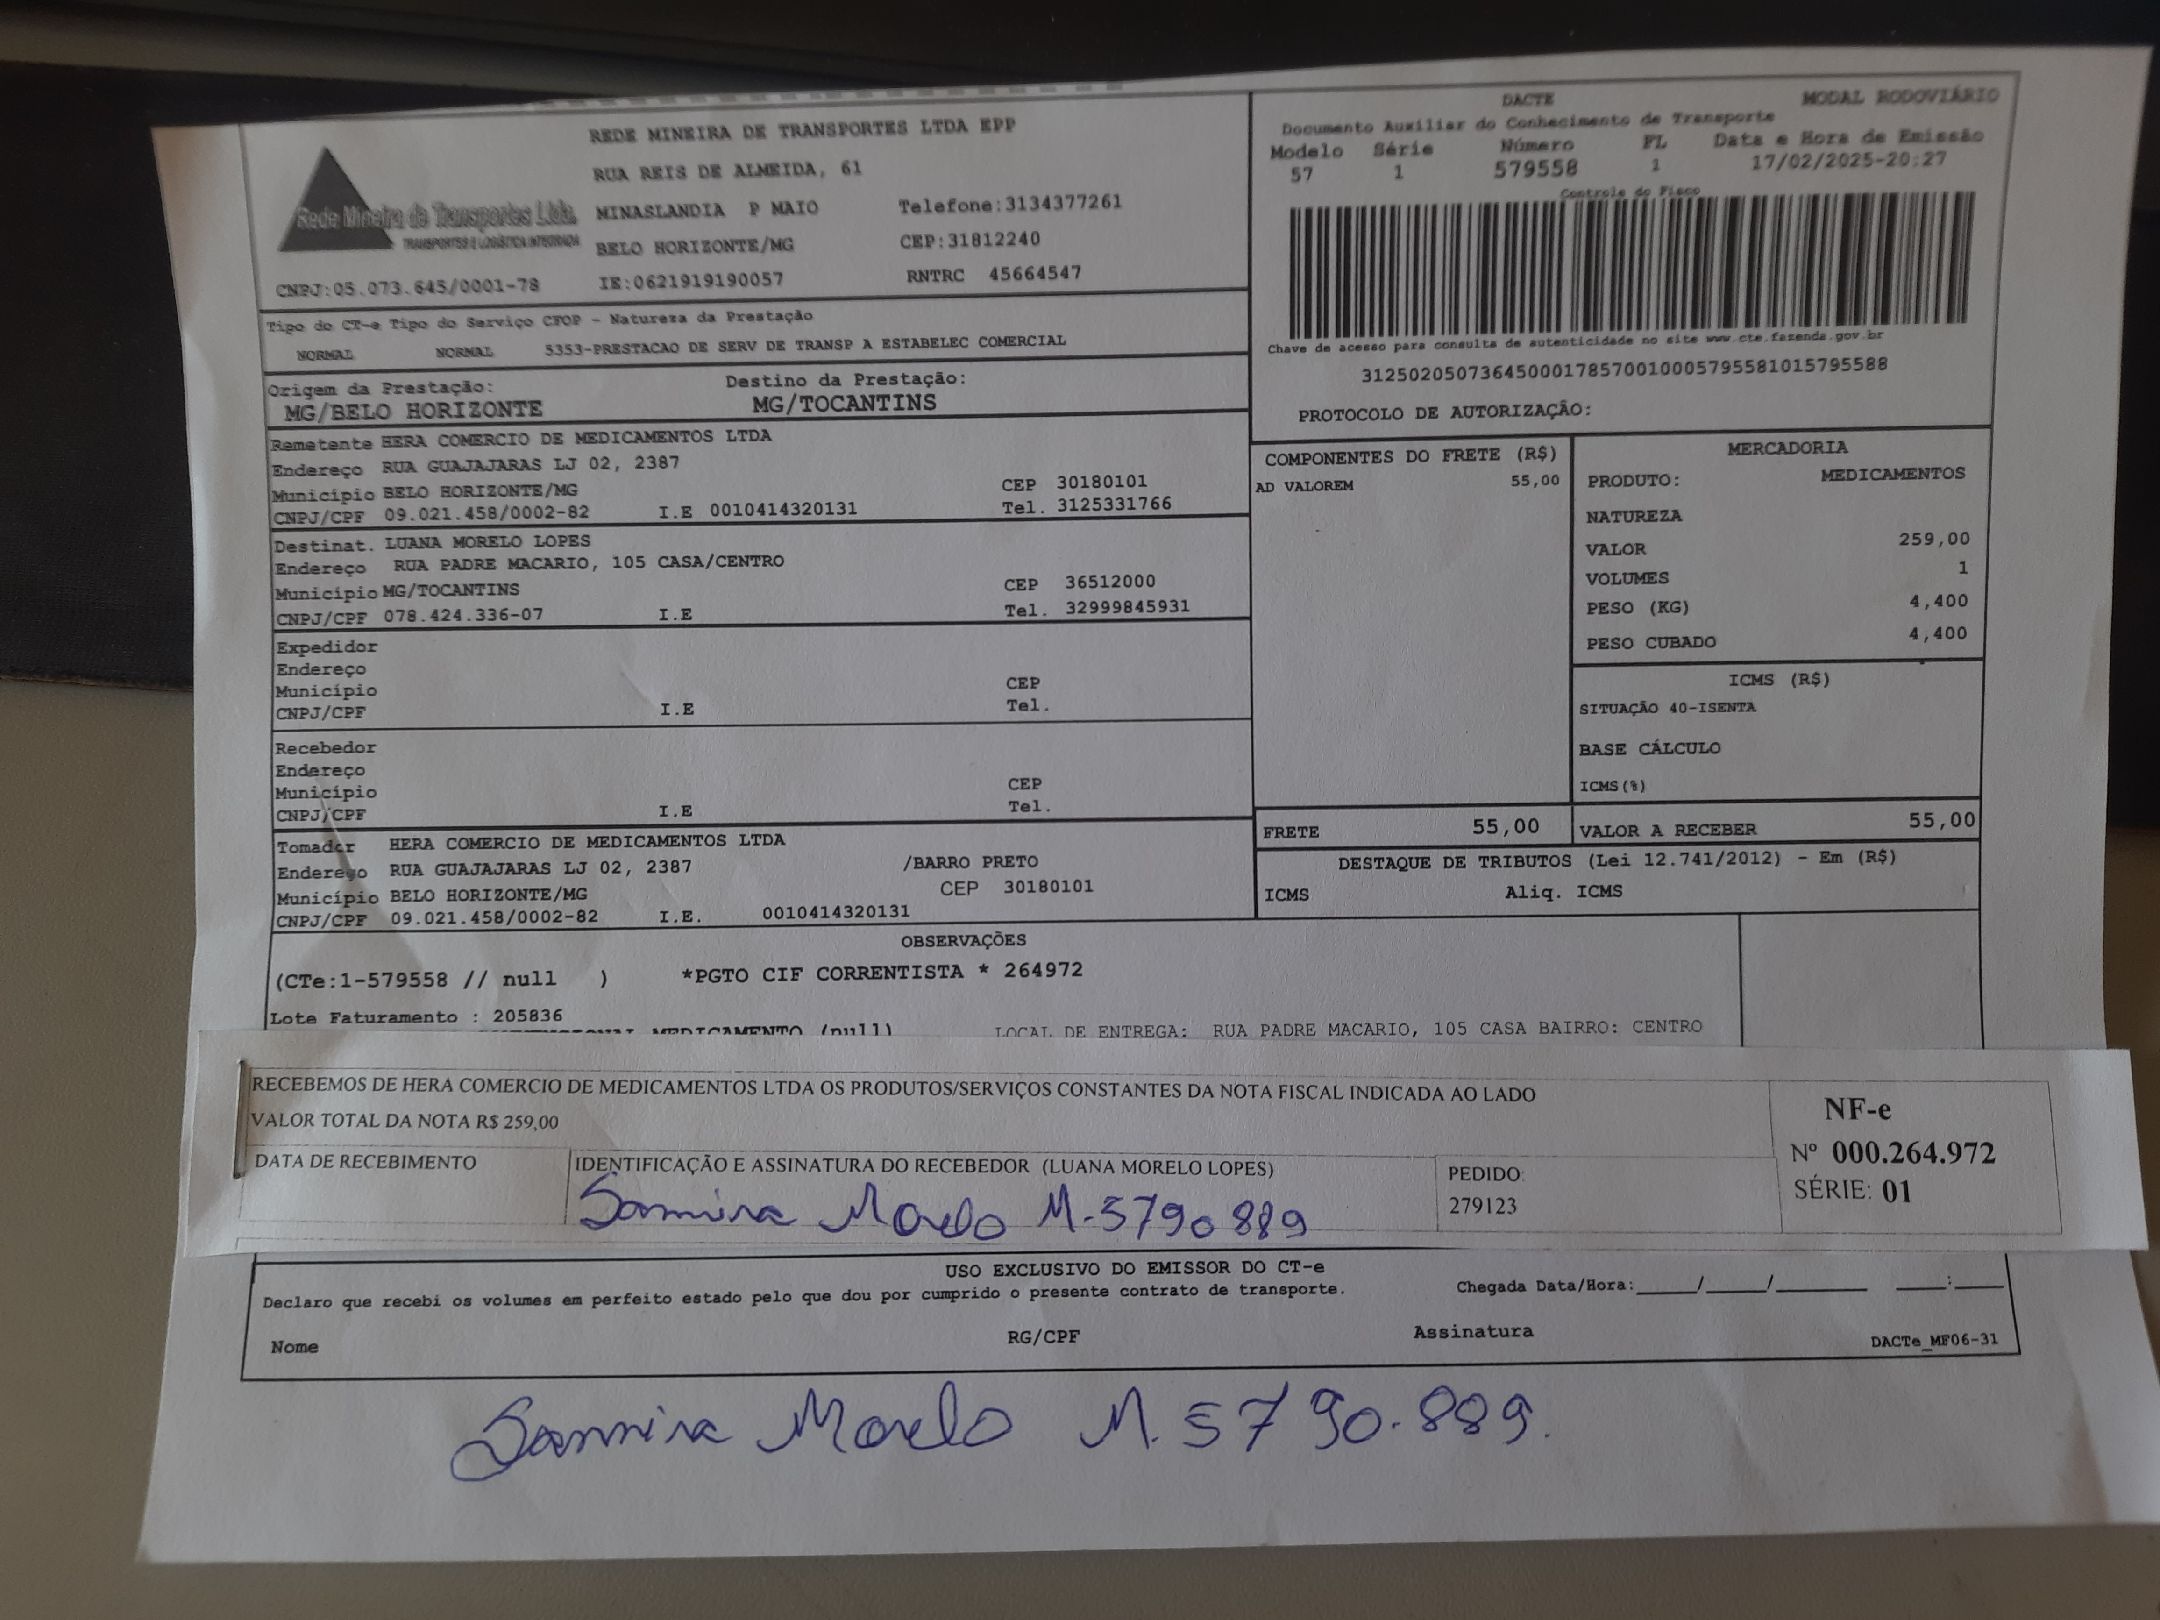 REDE MINEIRA DE TRANSPORTES LTDA EPP
RUA REIS DE ALMEIDA, 61
Rede Mineira de Transportes Ltda.
TRANSPORTES E LOGÍSTICA INTEGRADA
MINASLANDIA P MAIO Telefone:3134377261
BELO HORIZONTE/MG CEP:31812240
CNPJ:05.073.645/0001-78 IE:0621919190057 RNTRC 45664547
DACTE MODAL RODOVIÁRIO
Documento Auxiliar do Conhecimento de Transporte
Modelo Série Número FL Data e Hora de Emissão
57 1 579558 1 17/02/2025-20:27
Controle do Fisco
Chave de acesso para consulta de autenticidade no site www.cte.fazenda.gov.br
31250205073645000178570010005795581015795588
PROTOCOLO DE AUTORIZAÇÃO:
Tipo do CT-e Tipo do Serviço CFOP - Natureza da Prestação
NORMAL NORMAL 5353-PRESTACAO DE SERV DE TRANSP A ESTABELEC COMERCIAL
Origem da Prestação: Destino da Prestação:
MG/BELO HORIZONTE MG/TOCANTINS
Remetente HERA COMERCIO DE MEDICAMENTOS LTDA
Endereço RUA GUAJAJARAS LJ 02, 2387
Município BELO HORIZONTE/MG CEP 30180101
CNPJ/CPF 09.021.458/0002-82 I.E 0010414320131 Tel. 3125331766
Destinat. LUANA MORELO LOPES
Endereço RUA PADRE MACARIO, 105 CASA/CENTRO
Município MG/TOCANTINS CEP 36512000
CNPJ/CPF 078.424.336-07 I.E Tel. 32999845931
Expedidor
Endereço
Município CEP
CNPJ/CPF I.E Tel.
Recebedor
Endereço
Município CEP
CNPJ/CPF I.E Tel.
Tomador HERA COMERCIO DE MEDICAMENTOS LTDA
Endereço RUA GUAJAJARAS LJ 02, 2387 /BARRO PRETO
Município BELO HORIZONTE/MG CEP 30180101
CNPJ/CPF 09.021.458/0002-82 I.E. 0010414320131
COMPONENTES DO FRETE (R$)
AD VALOREM 55,00
MERCADORIA
PRODUTO: MEDICAMENTOS
NATUREZA
VALOR 259,00
VOLUMES 1
PESO (KG) 4,400
PESO CUBADO 4,400
ICMS (R$)
SITUAÇÃO 40-ISENTA
BASE CÁLCULO
ICMS(%)
FRETE 55,00 VALOR A RECEBER 55,00
DESTAQUE DE TRIBUTOS (Lei 12.741/2012) - Em (R$)
ICMS Aliq. ICMS
OBSERVAÇÕES
(CTe:1-579558 // null ) *PGTO CIF CORRENTISTA * 264972
Lote Faturamento : 205836
MEDICAMENTO (null) LOCAL DE ENTREGA: RUA PADRE MACARIO, 105 CASA BAIRRO: CENTRO
RECEBEMOS DE HERA COMERCIO DE MEDICAMENTOS LTDA OS PRODUTOS/SERVIÇOS CONSTANTES DA NOTA FISCAL INDICADA AO LADO
VALOR TOTAL DA NOTA R$ 259,00
DATA DE RECEBIMENTO IDENTIFICAÇÃO E ASSINATURA DO RECEBEDOR (LUANA MORELO LOPES)
Sammira Morelo M-5790889
PEDIDO:
279123
NF-e
Nº 000.264.972
SÉRIE: 01
USO EXCLUSIVO DO EMISSOR DO CT-e
Declaro que recebi os volumes em perfeito estado pelo que dou por cumprido o presente contrato de transporte. Chegada Data/Hora:_____/_____/________ ____:____
Nome RG/CPF Assinatura DACTe_MF06-31
Sammira Morelo M.5790.889.